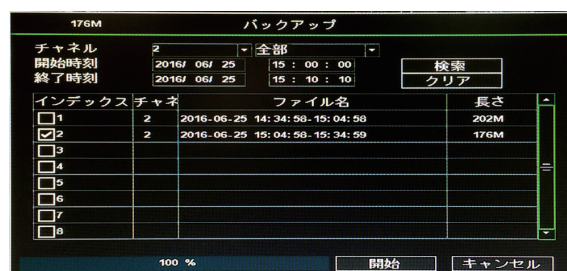 176M バックアップ
チャネル 2 全部
開始時刻 2016/ 06/ 25 15 : 00 : 00 検索
終了時刻 2016/ 06/ 25 15 : 10 : 10 クリア
インデックス チャネ ファイル名 長さ
1 2 2016-06-25 14:34:58-15:04:58 202M
2 2 2016-06-25 15:04:58-15:34:59 176M
3
4
5
6
7
8
100 % 開始 キャンセル